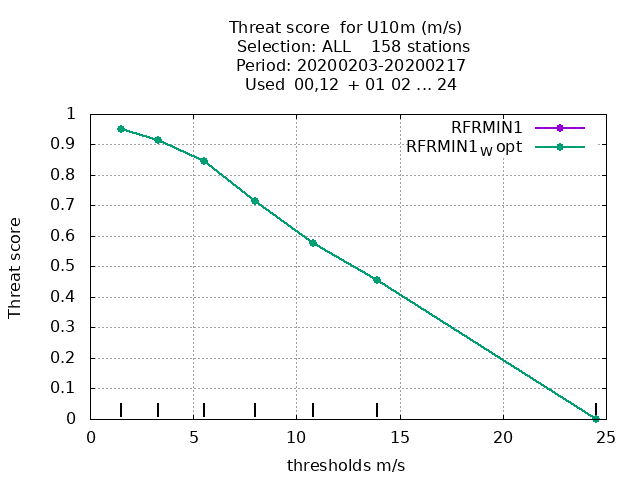 Threat score  for U10m (m/s)
Selection: ALL    158 stations
Period: 20200203-20200217
Used  00,12  + 01 02 ... 24
RFRMIN1
RFRMIN1W opt
1
0.9
0.8
0.7
0.6
0.5
0.4
0.3
0.2
0.1
0
Threat score
0 5 10 15 20 25
thresholds m/s